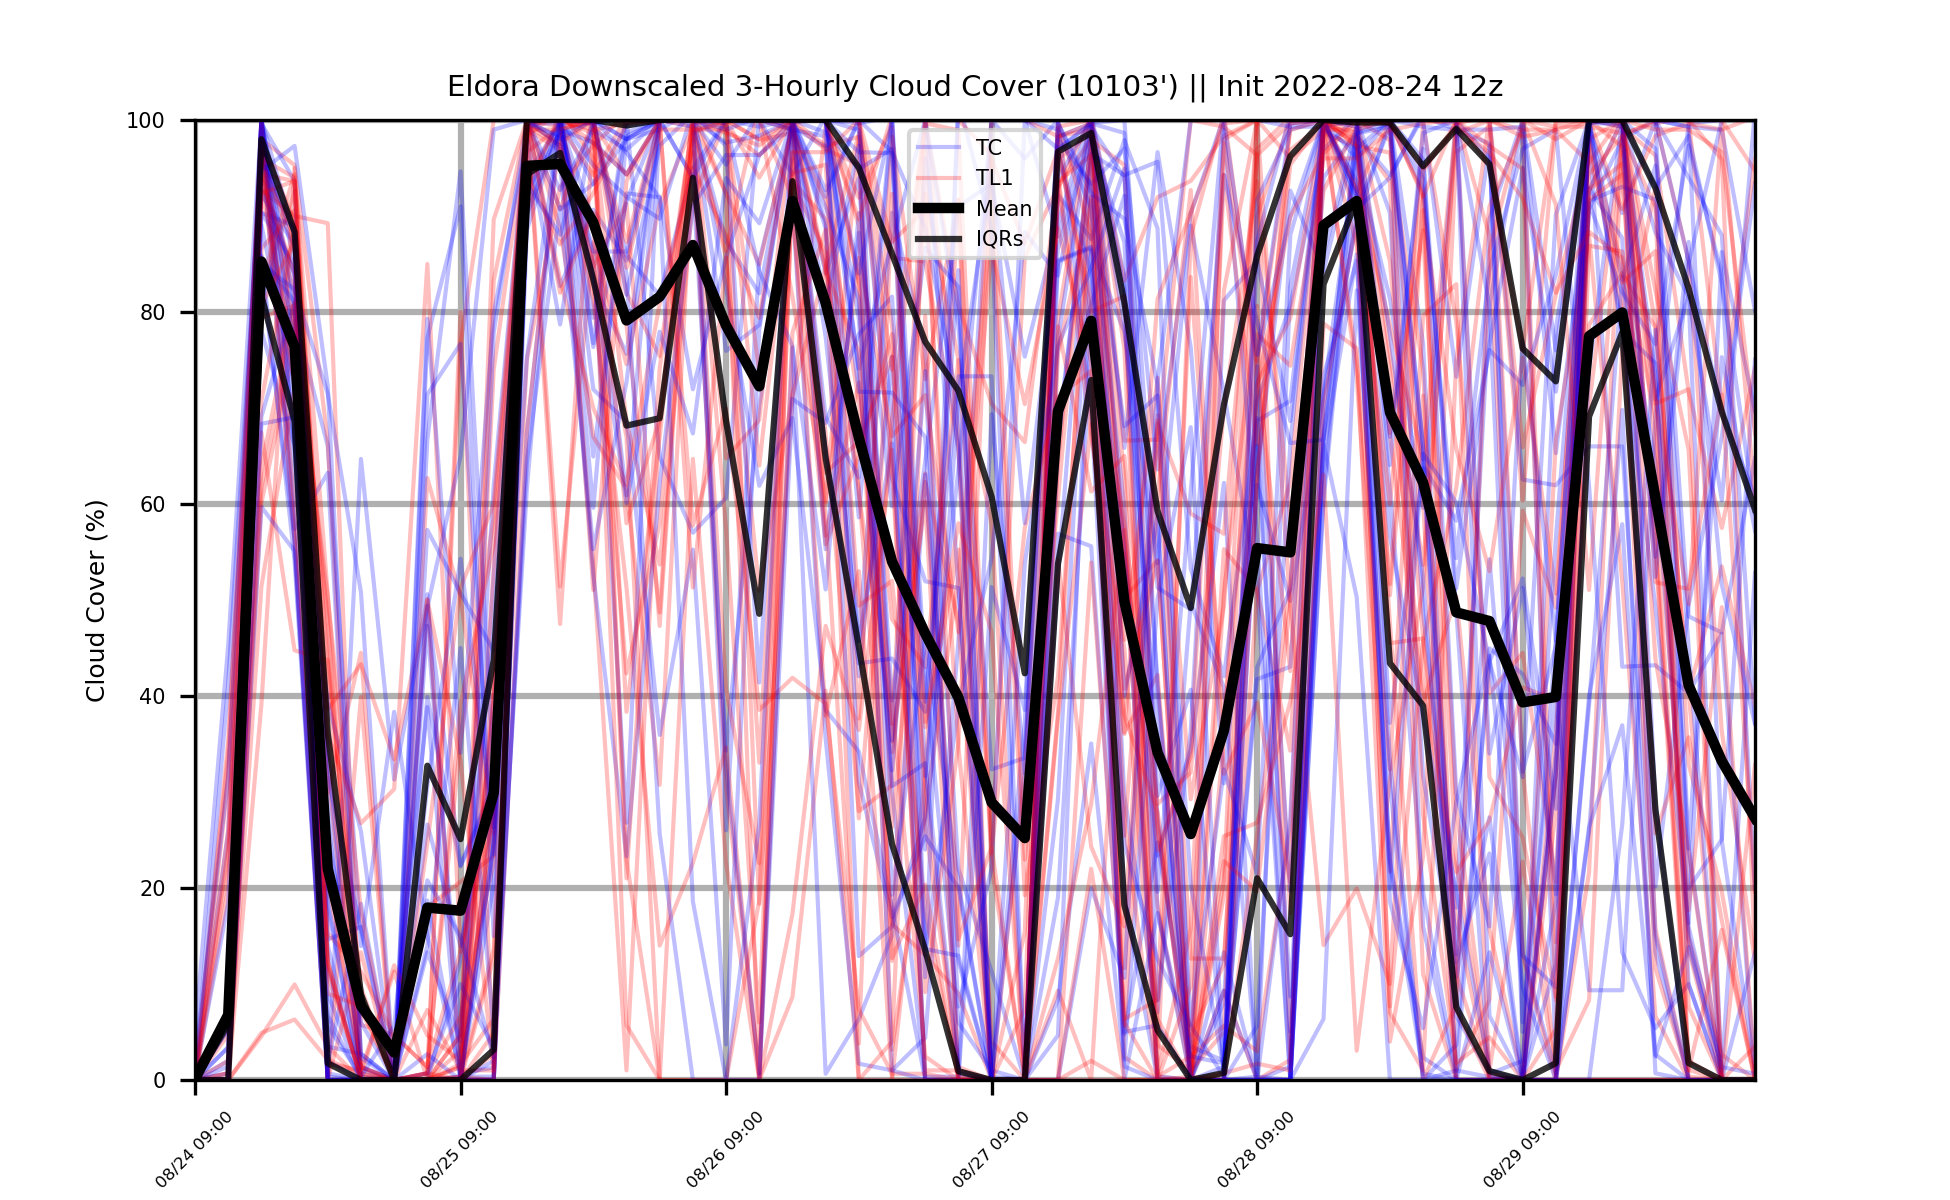 Eldora Downscaled 3-Hourly Cloud Cover (10103') || Init 2022-08-24 12z
Cloud Cover (%)
100
80
60
40
20
0
TC
TL1
Mean
IQRs
08/24 09:00
08/25 09:00
08/26 09:00
08/27 09:00
08/28 09:00
08/29 09:00